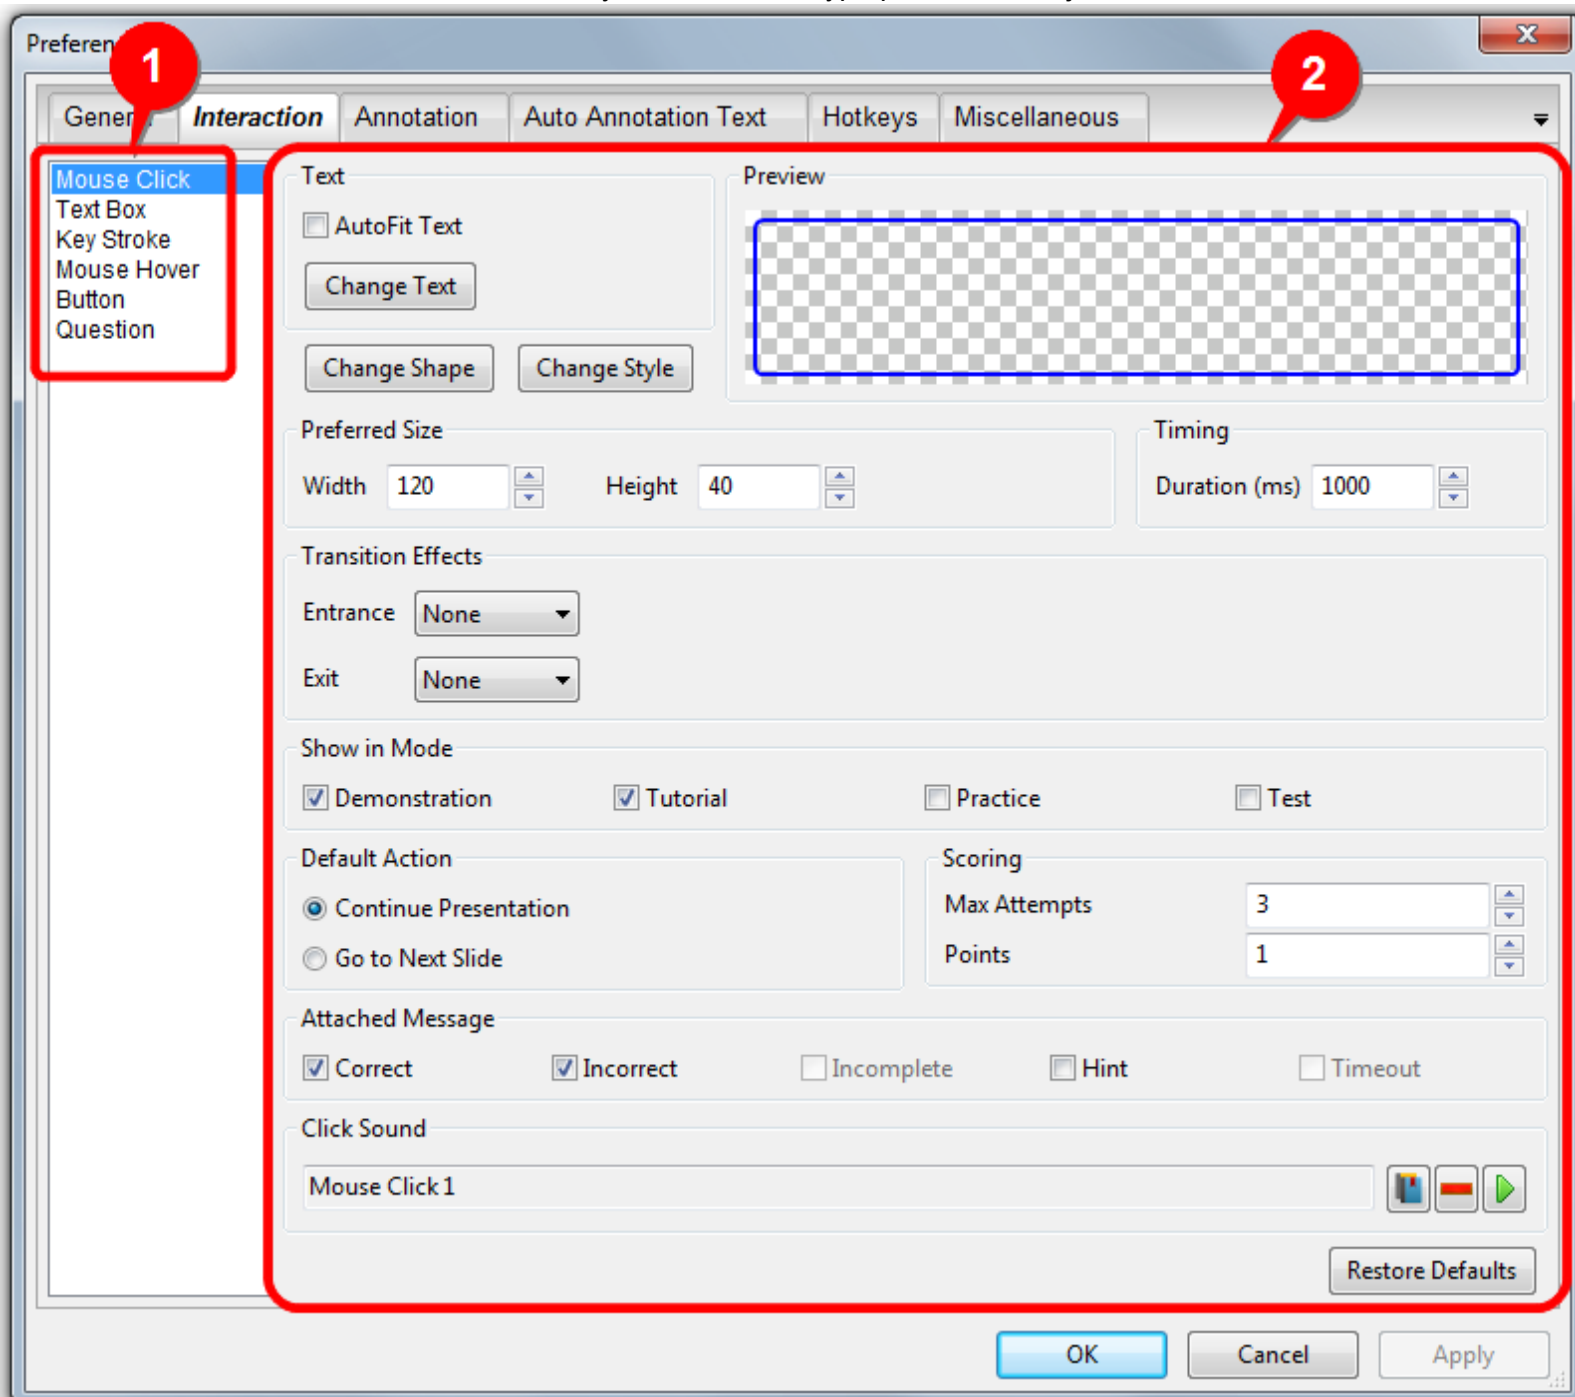 Preferen
1
2
General Interaction Annotation Auto Annotation Text Hotkeys Miscellaneous
Mouse Click
Text Box
Key Stroke
Mouse Hover
Button
Question
Text
AutoFit Text
Change Text
Change Shape Change Style
Preview
Preferred Size
Width 120 Height 40
Timing
Duration (ms) 1000
Transition Effects
Entrance None
Exit None
Show in Mode
Demonstration Tutorial Practice Test
Default Action
Continue Presentation
Go to Next Slide
Scoring
Max Attempts 3
Points 1
Attached Message
Correct Incorrect Incomplete Hint Timeout
Click Sound
Mouse Click 1
Restore Defaults
OK Cancel Apply